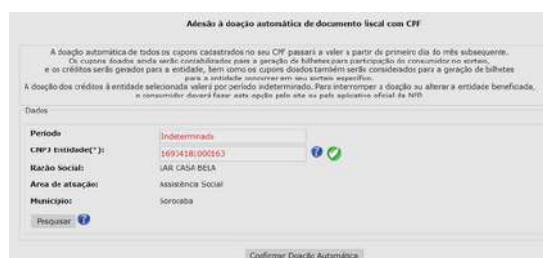 Adesão à doação automática de documento fiscal com CPF
A doação automática de todos os cupons cadastrados no seu CPF passará a valer a partir do primeiro dia do mês subsequente.
Os cupons doados ainda serão contabilizados para a geração de bilhetes para participação do consumidor no sorteio,
e os créditos serão gerados para a entidade, bem como os cupons doados também serão considerados para a geração de bilhetes
para a entidade concorrer em seu sorteio específico.
A doação dos créditos à entidade selecionada valerá por período indeterminado. Para interromper a doação ou alterar a entidade beneficada,
o consumidor deverá fazer esta opção pelo site ou pelo aplicativo oficial da NFP.
Dados
Período
Indeterminado
CNPJ Entidade(*):
Razão Social:
LAR CASA BELA
Área de atuação:
Assistência Social
Município:
Sorocaba
Pesquisar
Confirmar Doação Automática